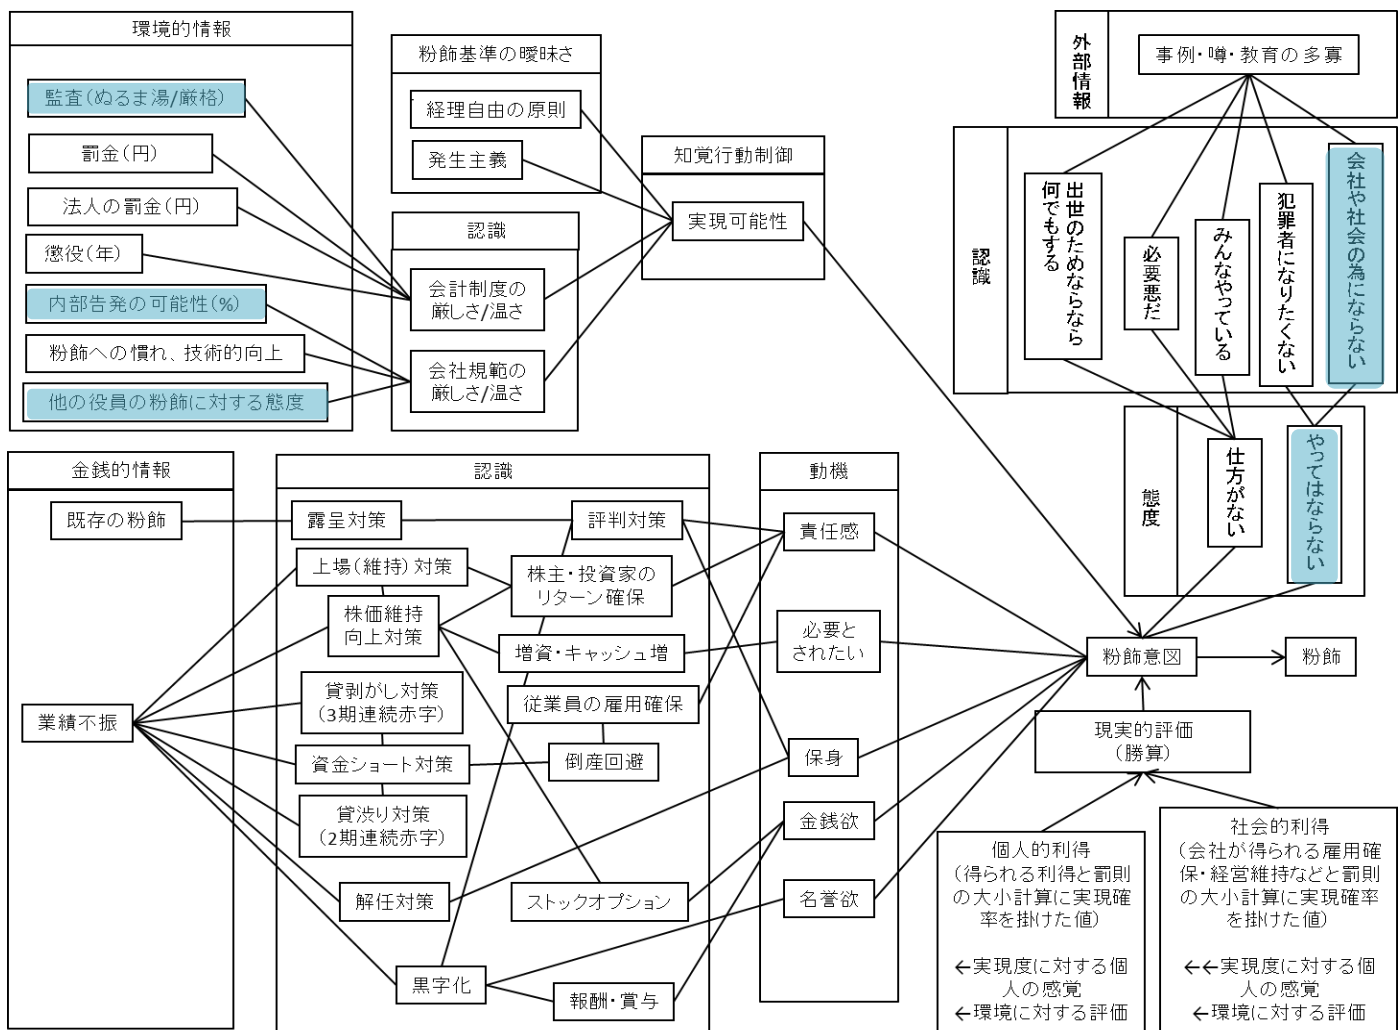 環境的情報
監査(ぬるま湯/厳格)
罰金(円)
法人の罰金(円)
懲役(年)
内部告発の可能性(%)
粉飾への慣れ、技術的向上
他の役員の粉飾に対する態度
粉飾基準の曖昧さ
経理自由の原則
発生主義
認識
会計制度の
厳しさ/温さ
会社規範の
厳しさ/温さ
知覚行動制御
実現可能性
外部情報
事例・噂・教育の多寡
認識
出世のためならなら
何でもする
必要悪だ
みんなやっている
犯罪者になりたくない
会社や社会の為にならない
態度
仕方がない
やってはならない
金銭的情報
既存の粉飾
業績不振
認識
露呈対策
評判対策
上場(維持)対策
株価維持
向上対策
株主・投資家の
リターン確保
増資・キャッシュ増
貸剥がし対策
(3期連続赤字)
従業員の雇用確保
資金ショート対策
倒産回避
貸渋り対策
(2期連続赤字)
解任対策
ストックオプション
黒字化
報酬・賞与
動機
責任感
必要と
されたい
保身
金銭欲
名誉欲
粉飾意図
粉飾
現実的評価
(勝算)
個人的利得
(得られる利得と罰則
の大小計算に実現確
率を掛けた値)
←実現度に対する個
人の感覚
←環境に対する評価
社会的利得
(会社が得られる雇用確
保・経営維持などと罰則
の大小計算に実現確率
を掛けた値)
←←実現度に対する個
人の感覚
←環境に対する評価